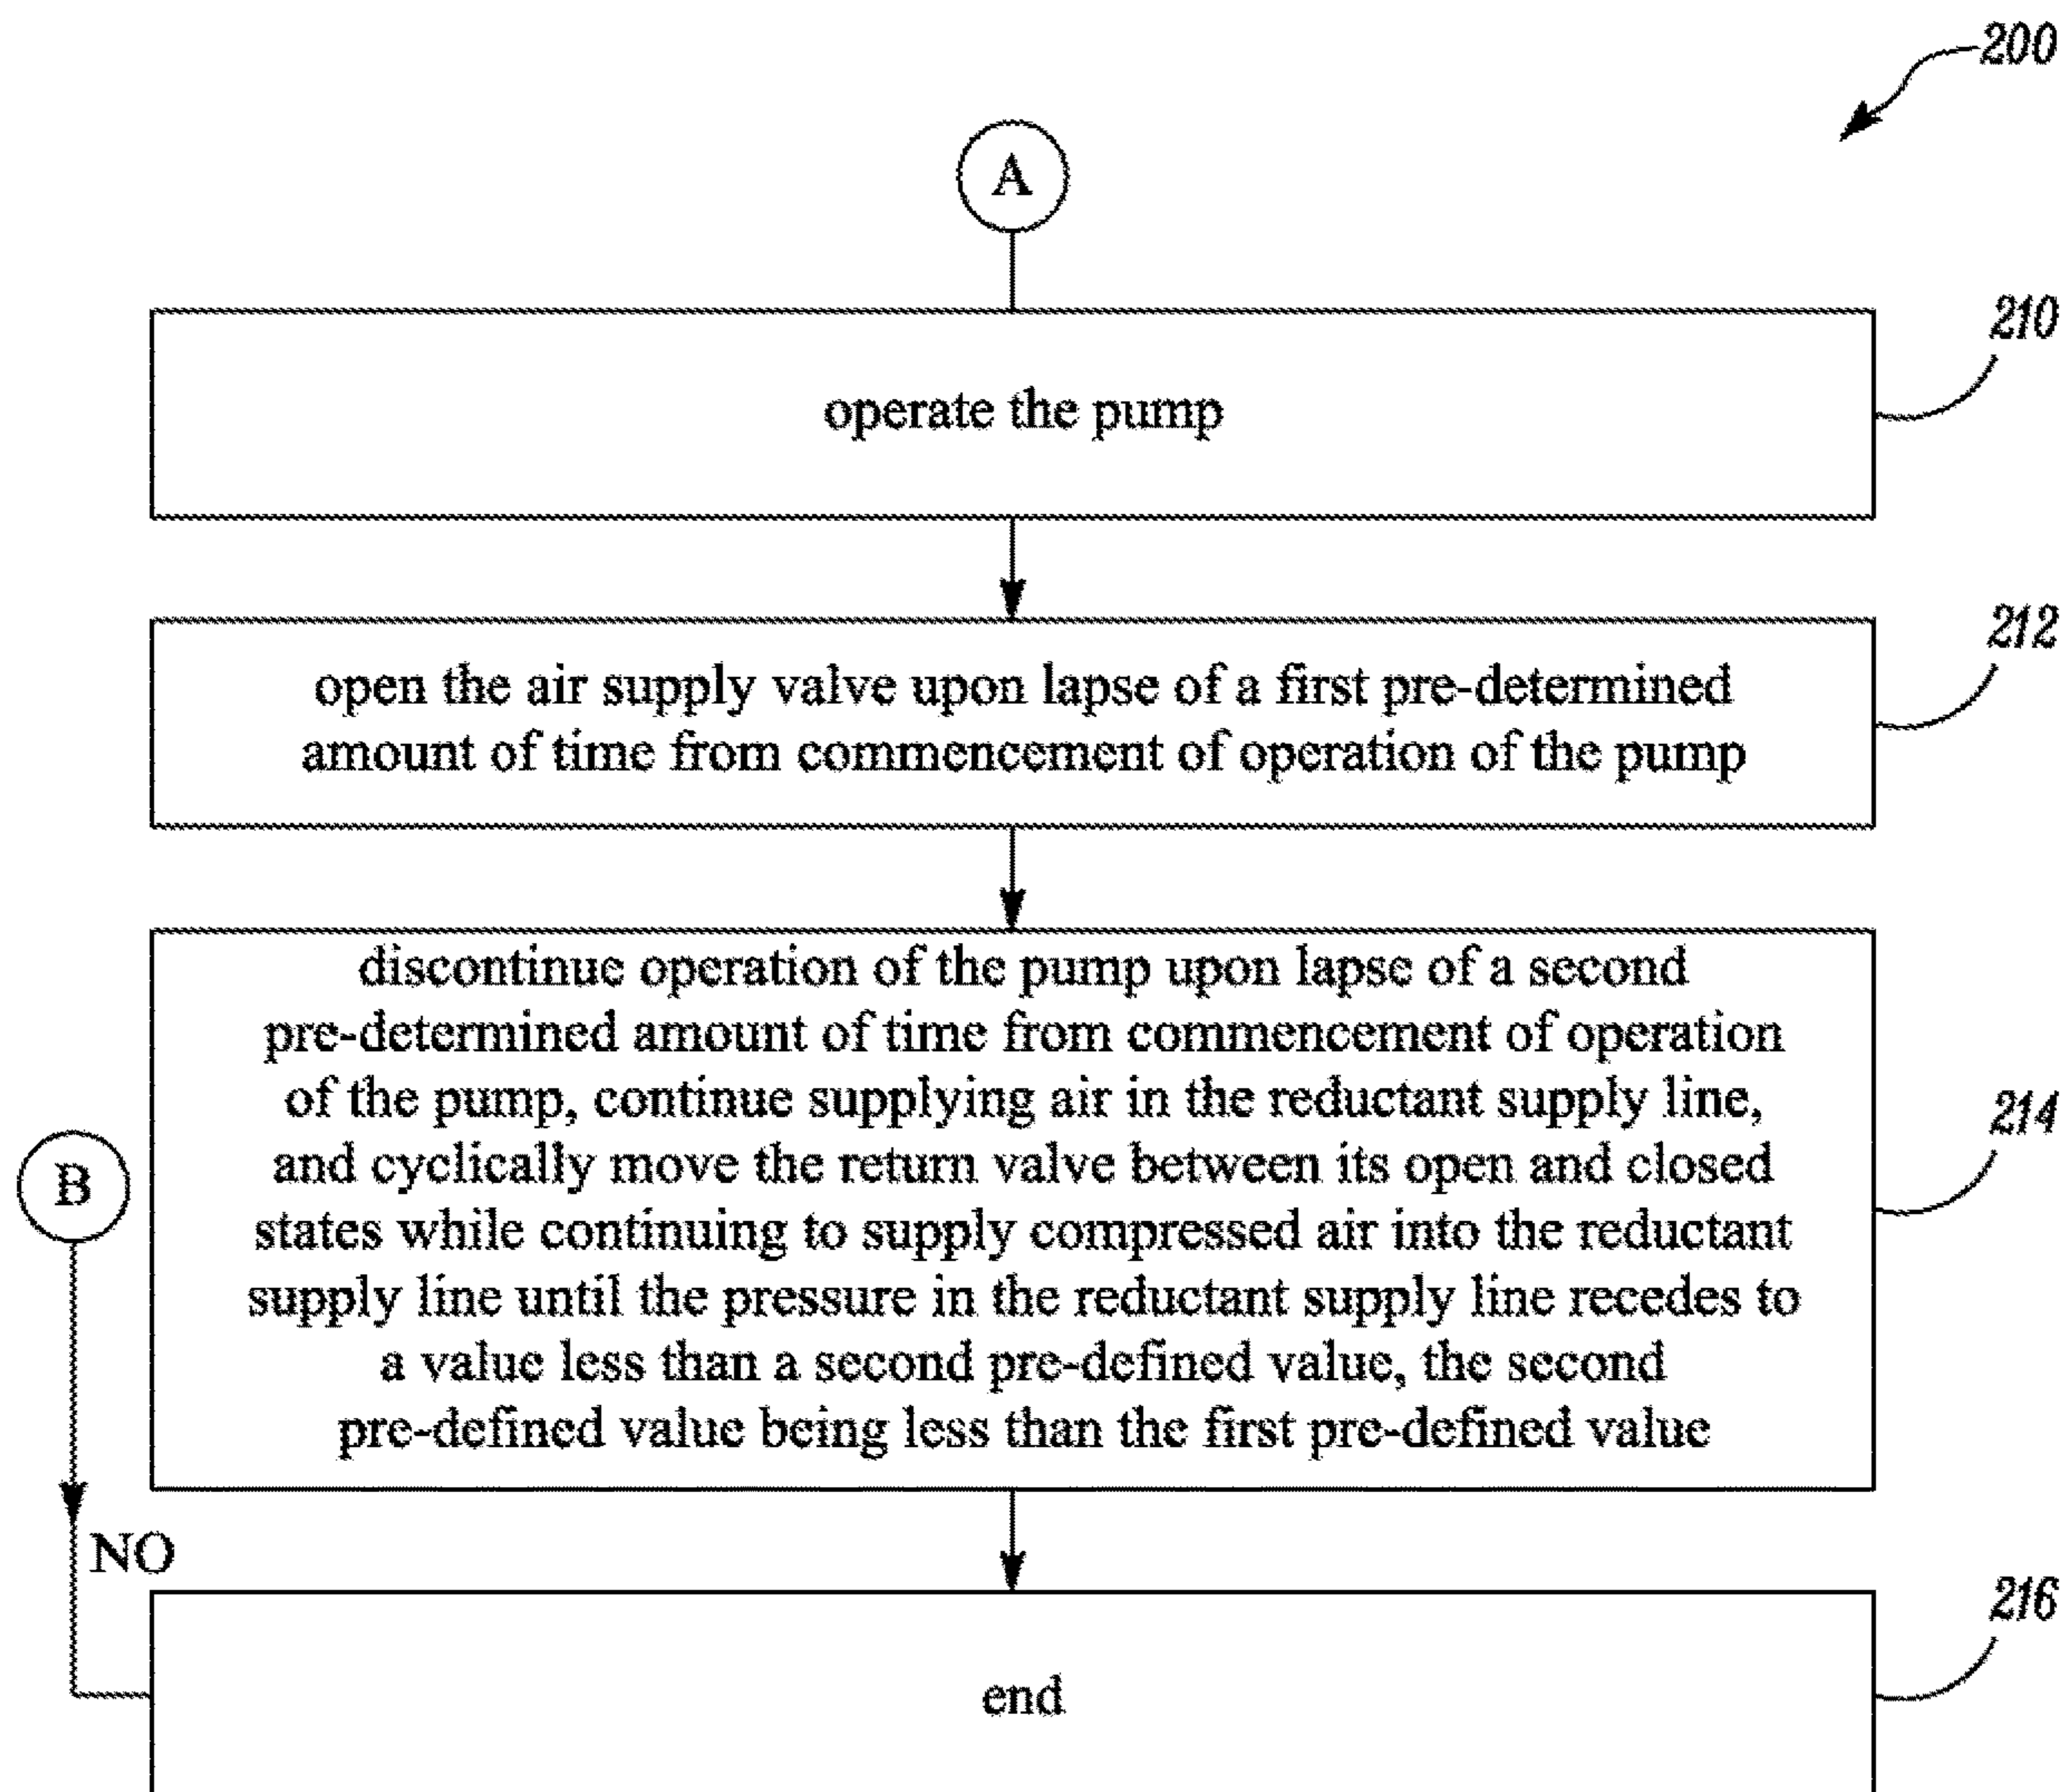 200
A
210
operate the pump
212
open the air supply valve upon lapse of a first pre-determined
amount of time from commencement of operation of the pump
discontinue operation of the pump upon lapse of a second
pre-determined amount of time from commencement of operation
of the pump, continue supplying air in the reductant supply line,
and cyclically move the return valve between its open and closed
states while continuing to supply compressed air into the reductant
supply line until the pressure in the reductant supply line recedes to
a value less than a second pre-defined value, the second
pre-defined value being less than the first pre-defined value
214
B
NO
216
end